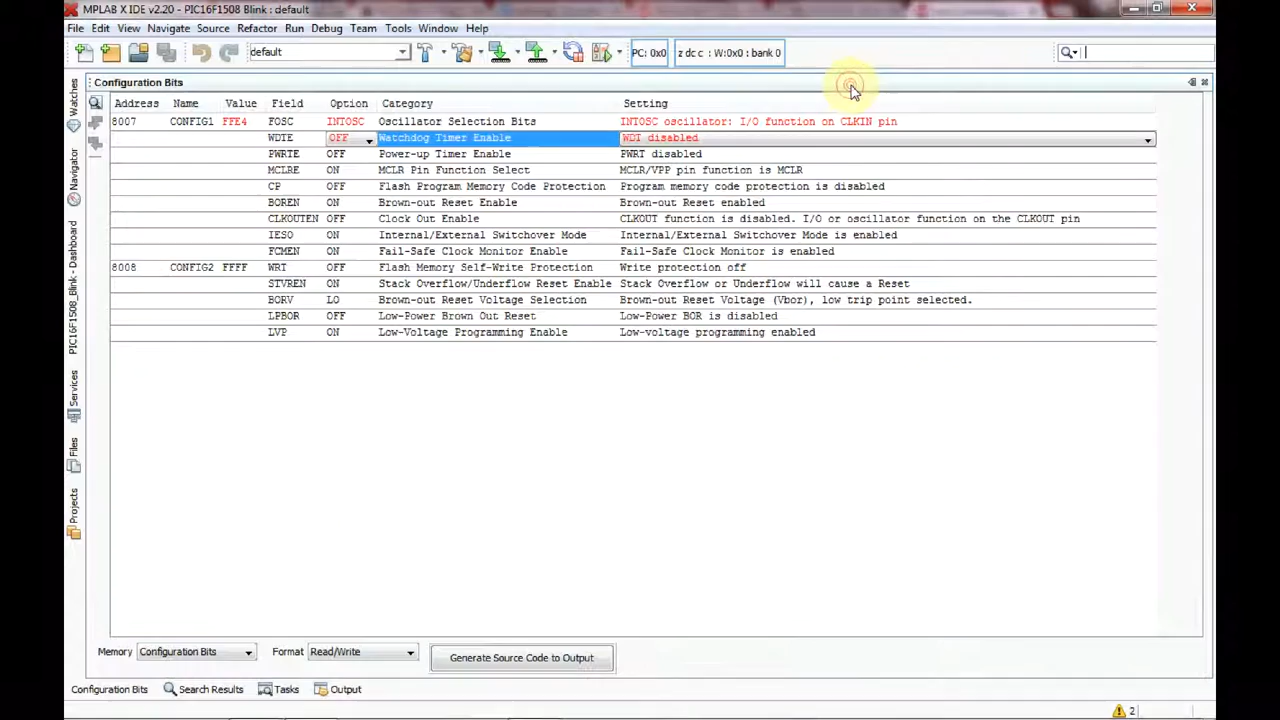 MPLAB X IDE v2.20 - PIC16F1508 Blink : default
File Edit View Navigate Source Refactor Run Debug Team Tools Window Help
default PC: 0x0 z dc c : W:0x0 : bank 0
Configuration Bits
Address Name Value Field Option Category Setting
8007 CONFIG1 FFE4 FOSC INTOSC Oscillator Selection Bits INTOSC oscillator: I/O function on CLKIN pin
WDTE OFF Watchdog Timer Enable WDT disabled
PWRTE OFF Power-up Timer Enable PWRT disabled
MCLRE ON MCLR Pin Function Select MCLR/VPP pin function is MCLR
CP OFF Flash Program Memory Code Protection Program memory code protection is disabled
BOREN ON Brown-out Reset Enable Brown-out Reset enabled
CLKOUTEN OFF Clock Out Enable CLKOUT function is disabled. I/O or oscillator function on the CLKOUT pin
IESO ON Internal/External Switchover Mode Internal/External Switchover Mode is enabled
FCMEN ON Fail-Safe Clock Monitor Enable Fail-Safe Clock Monitor is enabled
8008 CONFIG2 FFFF WRT OFF Flash Memory Self-Write Protection Write protection off
STVREN ON Stack Overflow/Underflow Reset Enable Stack Overflow or Underflow will cause a Reset
BORV LO Brown-out Reset Voltage Selection Brown-out Reset Voltage (Vbor), low trip point selected.
LPBOR OFF Low-Power Brown Out Reset Low-Power BOR is disabled
LVP ON Low-Voltage Programming Enable Low-voltage programming enabled
Watches
Navigator
PIC16F1508_Blink - Dashboard
Services
Files
Projects
Memory Configuration Bits Format Read/Write Generate Source Code to Output
Configuration Bits Search Results Tasks Output
2